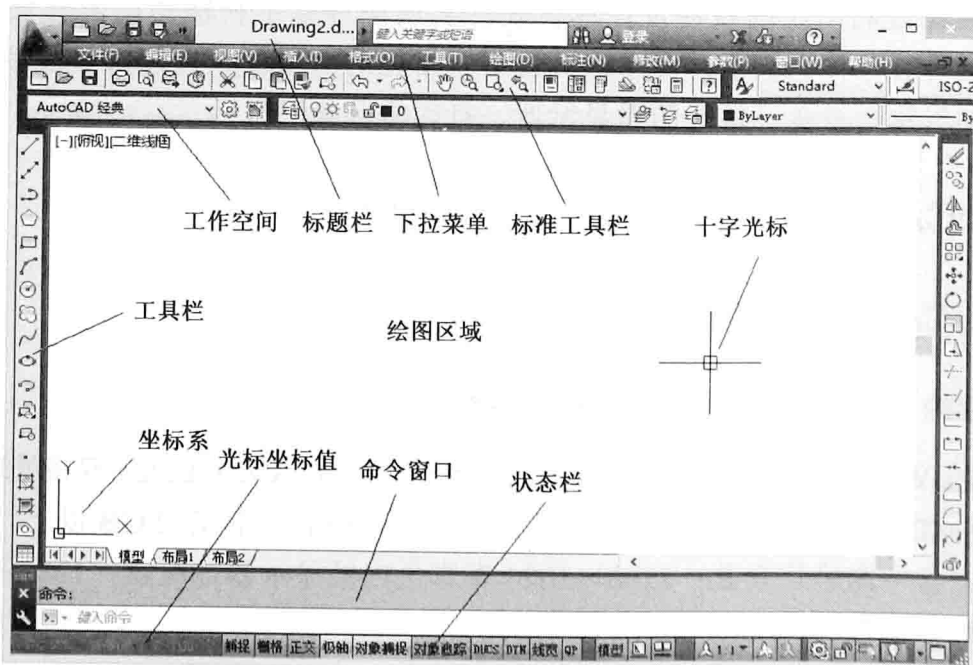 Drawing2.d... 键入关键字或短语 登录
文件(F) 编辑(E) 视图(V) 插入(I) 格式(O) 工具(T) 绘图(D) 标注(N) 修改(M) 参数(P) 窗口(W) 帮助(H)
Standard ISO-2
AutoCAD 经典 0 ByLayer By
[-][俯视][二维线框]
工作空间 标题栏 下拉菜单 标准工具栏 十字光标
工具栏
绘图区域
坐标系
光标坐标值 命令窗口 状态栏
Y
X
模型 布局1 布局2
命令:
键入命令
捕捉 栅格 正交 极轴 对象捕捉 对象追踪 DUCS DYN 线宽 QP 模型 1:1